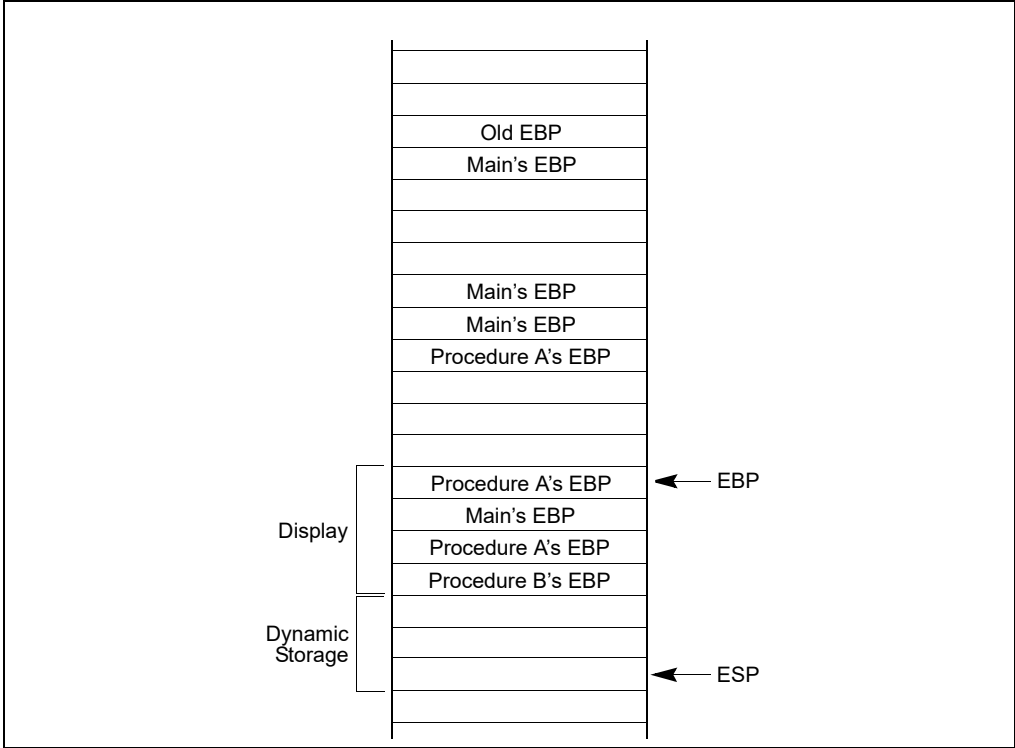 Old EBP
Main’s EBP
Main’s EBP
Main’s EBP
Procedure A’s EBP
Procedure A’s EBP
EBP
Main’s EBP
Display
Procedure A’s EBP
Procedure B’s EBP
Dynamic
Storage
ESP